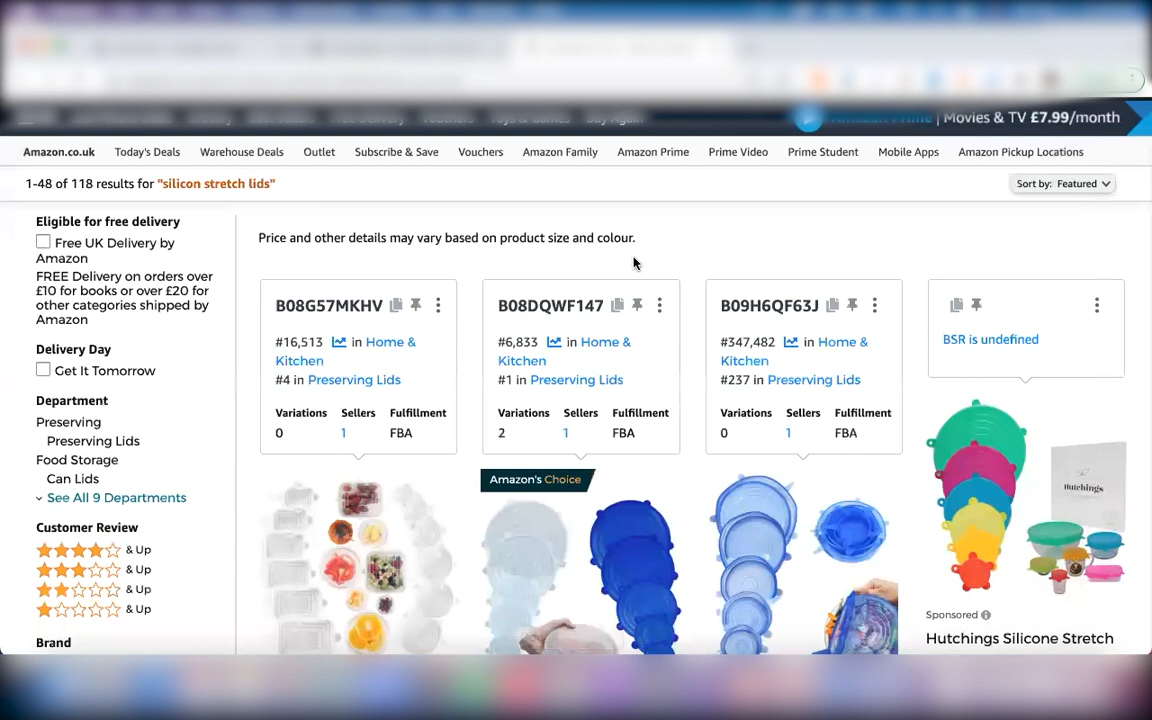 Movies & TV £7.99/month
Amazon.co.uk Today's Deals Warehouse Deals Outlet Subscribe & Save Vouchers Amazon Family Amazon Prime Prime Video Prime Student Mobile Apps Amazon Pickup Locations
1-48 of 118 results for "silicon stretch lids"
Sort by: Featured
Eligible for free delivery
Free UK Delivery by
Amazon
FREE Delivery on orders over
£10 for books or over £20 for
other categories shipped by
Amazon
Delivery Day
Get It Tomorrow
Department
Preserving
Preserving Lids
Food Storage
Can Lids
See All 9 Departments
Customer Review
& Up
& Up
& Up
& Up
Brand
Price and other details may vary based on product size and colour.
B08G57MKHV
#16,513 in Home &
Kitchen
#4 in Preserving Lids
Variations Sellers Fulfillment
0 1 FBA
B08DQWF147
#6,833 in Home &
Kitchen
#1 in Preserving Lids
Variations Sellers Fulfillment
2 1 FBA
Amazon's Choice
B09H6QF63J
#347,482 in Home &
Kitchen
#237 in Preserving Lids
Variations Sellers Fulfillment
0 1 FBA
BSR is undefined
Hutchings
Sponsored
Hutchings Silicone Stretch